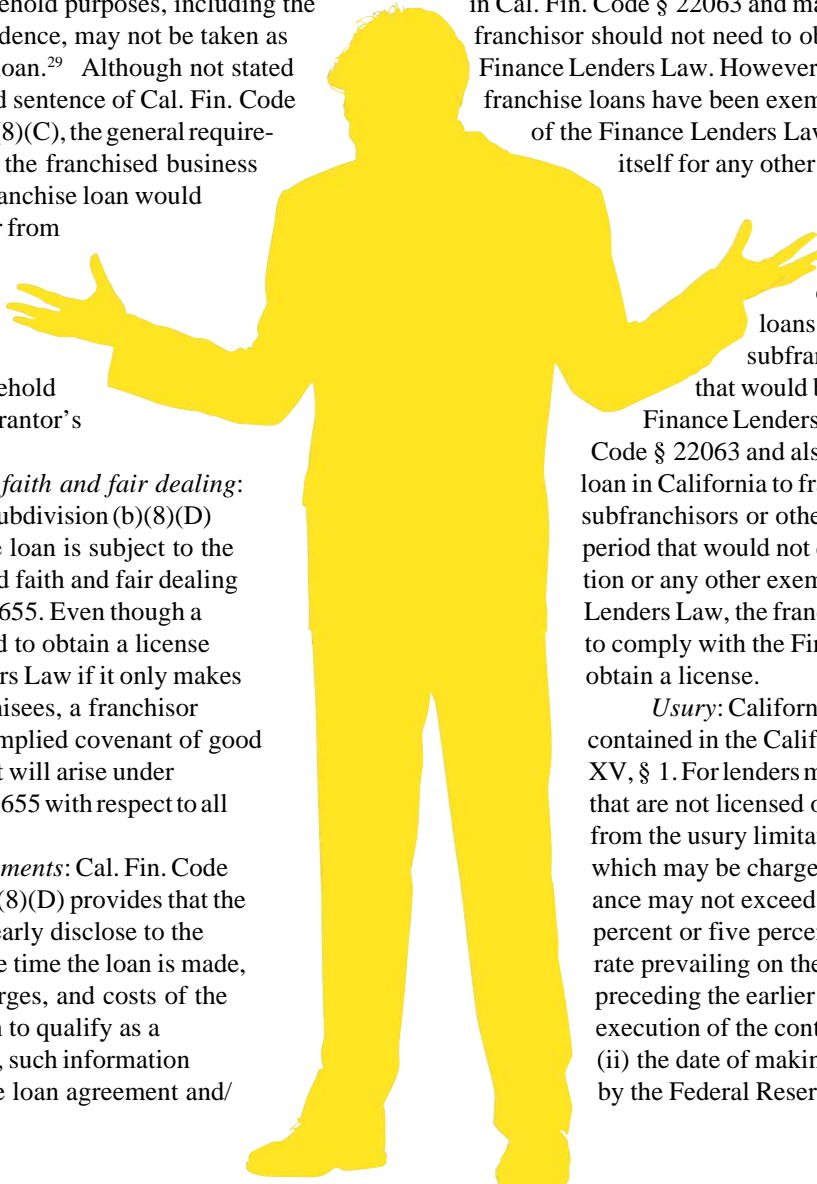 ehold purposes, including the
dence, may not be taken as
loan.²⁹ Although not stated
d sentence of Cal. Fin. Code
(8)(C), the general require-
the franchised business
anchise loan would
r from
ehold
rantor's
faith and fair dealing:
ubdivision (b)(8)(D)
e loan is subject to the
d faith and fair dealing
655. Even though a
d to obtain a license
rs Law if it only makes
isees, a franchisor
mplied covenant of good
t will arise under
655 with respect to all
ments: Cal. Fin. Code
(8)(D) provides that the
early disclose to the
e time the loan is made,
rges, and costs of the
n to qualify as a
, such information
e loan agreement and/
in Cal. Fin. Code § 22063 and ma
franchisor should not need to ob
Finance Lenders Law. However
franchise loans have been exem
of the Finance Lenders Law
itself for any other
loans
subfran
that would b
Finance Lenders
Code § 22063 and als
loan in California to fra
subfranchisors or othe
period that would not
tion or any other exem
Lenders Law, the franc
to comply with the Fin
obtain a license.
Usury: Californ
contained in the Calif
XV, § 1. For lenders m
that are not licensed o
from the usury limita
which may be charge
ance may not exceed
percent or five percen
rate prevailing on the
preceding the earlier
execution of the cont
(ii) the date of makin
by the Federal Reser